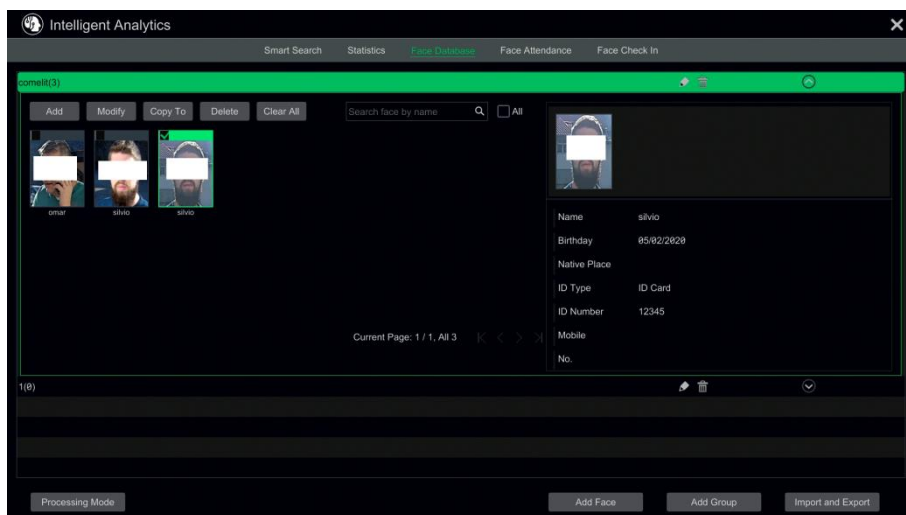 Intelligent Analytics
Smart Search Statistics Face Database Face Attendance Face Check In
comelit(3)
Add Modify Copy To Delete Clear All Search face by name All
omar silvio silvio
Name silvio
Birthday 05/02/2020
Native Place
ID Type ID Card
ID Number 12345
Current Page: 1 / 1, All 3
Mobile
No.
1(0)
Processing Mode Add Face Add Group Import and Export